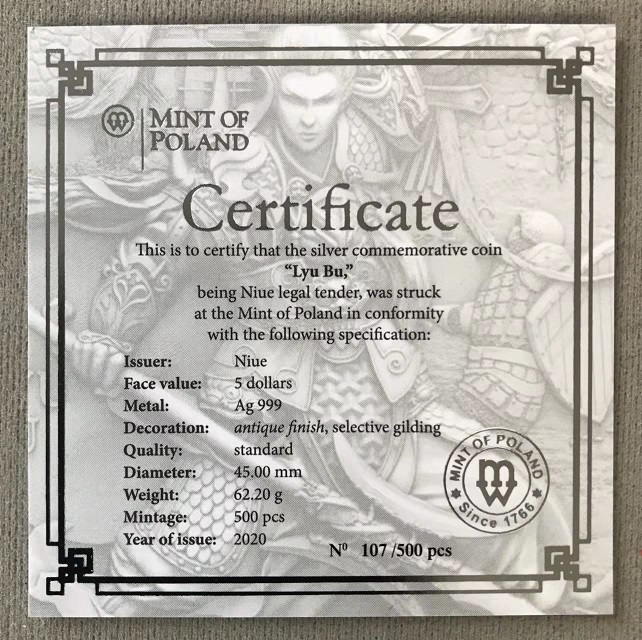 MINT OF
POLAND
Certificate
This is to certify that the silver commemorative coin
“Lyu Bu,”
being Niue legal tender, was struck
at the Mint of Poland in conformity
with the following specification:
Issuer: Niue
Face value: 5 dollars
Metal: Ag 999
Decoration: antique finish, selective gilding
Quality: standard
Diameter: 45.00 mm
Weight: 62.20 g
Mintage: 500 pcs
Year of issue: 2020
MINT OF POLAND
Since 1766
Nº 107 /500 pcs